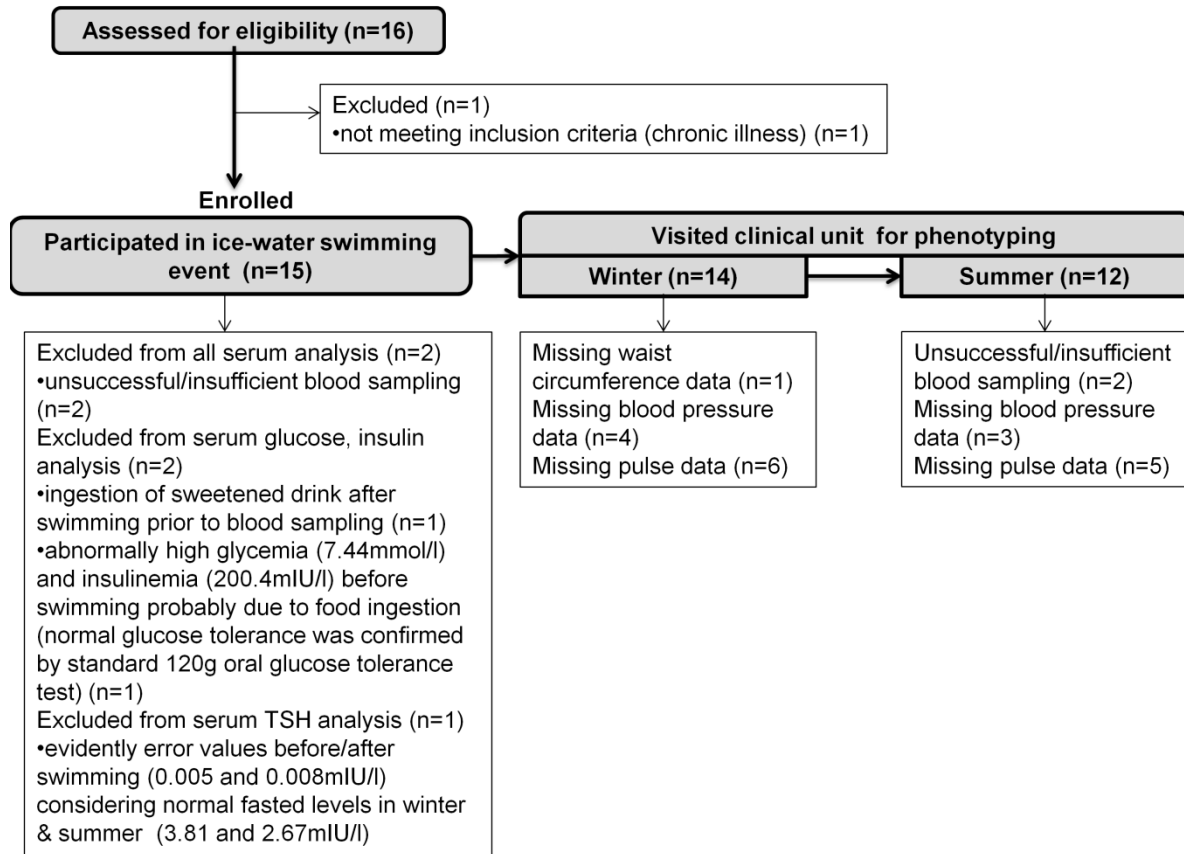 Assessed for eligibility (n=16)
Excluded (n=1)
•not meeting inclusion criteria (chronic illness) (n=1)
Enrolled
Participated in ice-water swimming
event (n=15)
Visited clinical unit for phenotyping
Winter (n=14)
Summer (n=12)
Excluded from all serum analysis (n=2)
•unsuccessful/insufficient blood sampling
(n=2)
Excluded from serum glucose, insulin
analysis (n=2)
•ingestion of sweetened drink after
swimming prior to blood sampling (n=1)
•abnormally high glycemia (7.44mmol/l)
and insulinemia (200.4mIU/l) before
swimming probably due to food ingestion
(normal glucose tolerance was confirmed
by standard 120g oral glucose tolerance
test) (n=1)
Excluded from serum TSH analysis (n=1)
•evidently error values before/after
swimming (0.005 and 0.008mIU/l)
considering normal fasted levels in winter
& summer (3.81 and 2.67mIU/l)
Missing waist
circumference data (n=1)
Missing blood pressure
data (n=4)
Missing pulse data (n=6)
Unsuccessful/insufficient
blood sampling (n=2)
Missing blood pressure
data (n=3)
Missing pulse data (n=5)